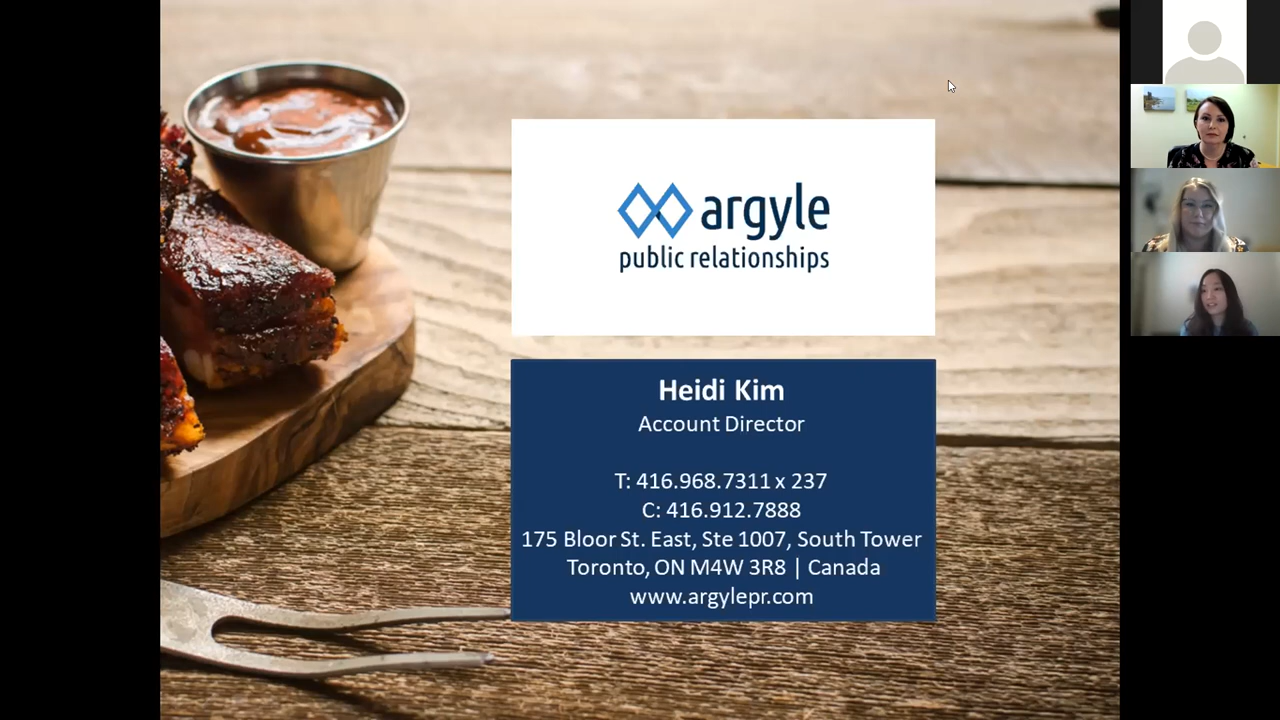 argyle
public relationships
Heidi Kim
Account Director
T: 416.968.7311 x 237
C: 416.912.7888
175 Bloor St. East, Ste 1007, South Tower
Toronto, ON M4W 3R8 | Canada
www.argylepr.com